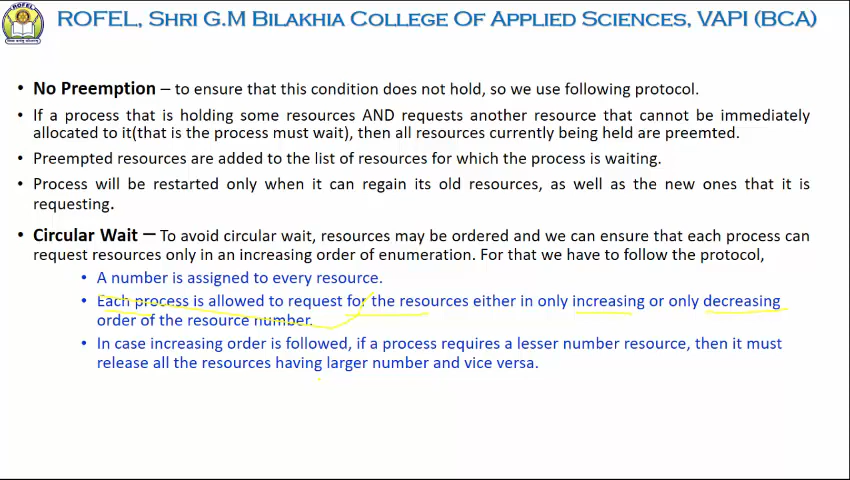 ROFEL, SHRI G.M BILAKHIA COLLEGE OF APPLIED SCIENCES, VAPI (BCA)
• No Preemption – to ensure that this condition does not hold, so we use following protocol.
• If a process that is holding some resources AND requests another resource that cannot be immediately
allocated to it(that is the process must wait), then all resources currently being held are preemted.
• Preempted resources are added to the list of resources for which the process is waiting.
• Process will be restarted only when it can regain its old resources, as well as the new ones that it is
requesting.
• Circular Wait – To avoid circular wait, resources may be ordered and we can ensure that each process can
request resources only in an increasing order of enumeration. For that we have to follow the protocol,
• A number is assigned to every resource.
• Each process is allowed to request for the resources either in only increasing or only decreasing
order of the resource number.
• In case increasing order is followed, if a process requires a lesser number resource, then it must
release all the resources having larger number and vice versa.